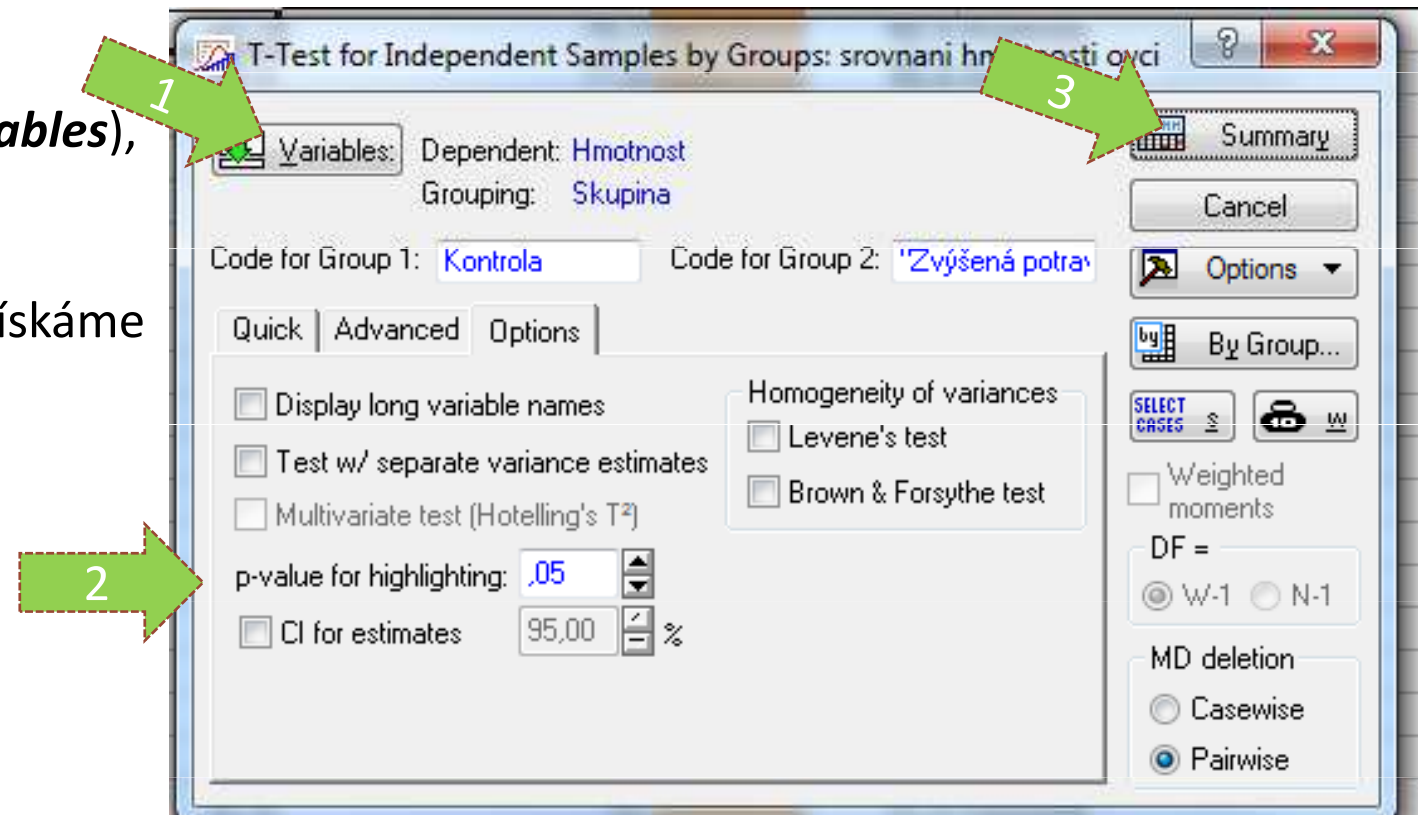 T-Test for Independent Samples by Groups: srovnani hmotnosti ovci
1
3
ables),
Variables:
Dependent: Hmotnost
Grouping: Skupina
Summary
Cancel
Code for Group 1: Kontrola
Code for Group 2: "Zvýšená potrav
Options
ískáme
Quick
Advanced
Options
by
By Group...
Display long variable names
Homogeneity of variances
SELECT CASES S
W
Levene's test
Test w/ separate variance estimates
Brown & Forsythe test
Weighted
moments
Multivariate test (Hotelling's T²)
DF =
2
p-value for highlighting: ,05
W-1
N-1
CI for estimates
95,00
%
MD deletion
Casewise
Pairwise